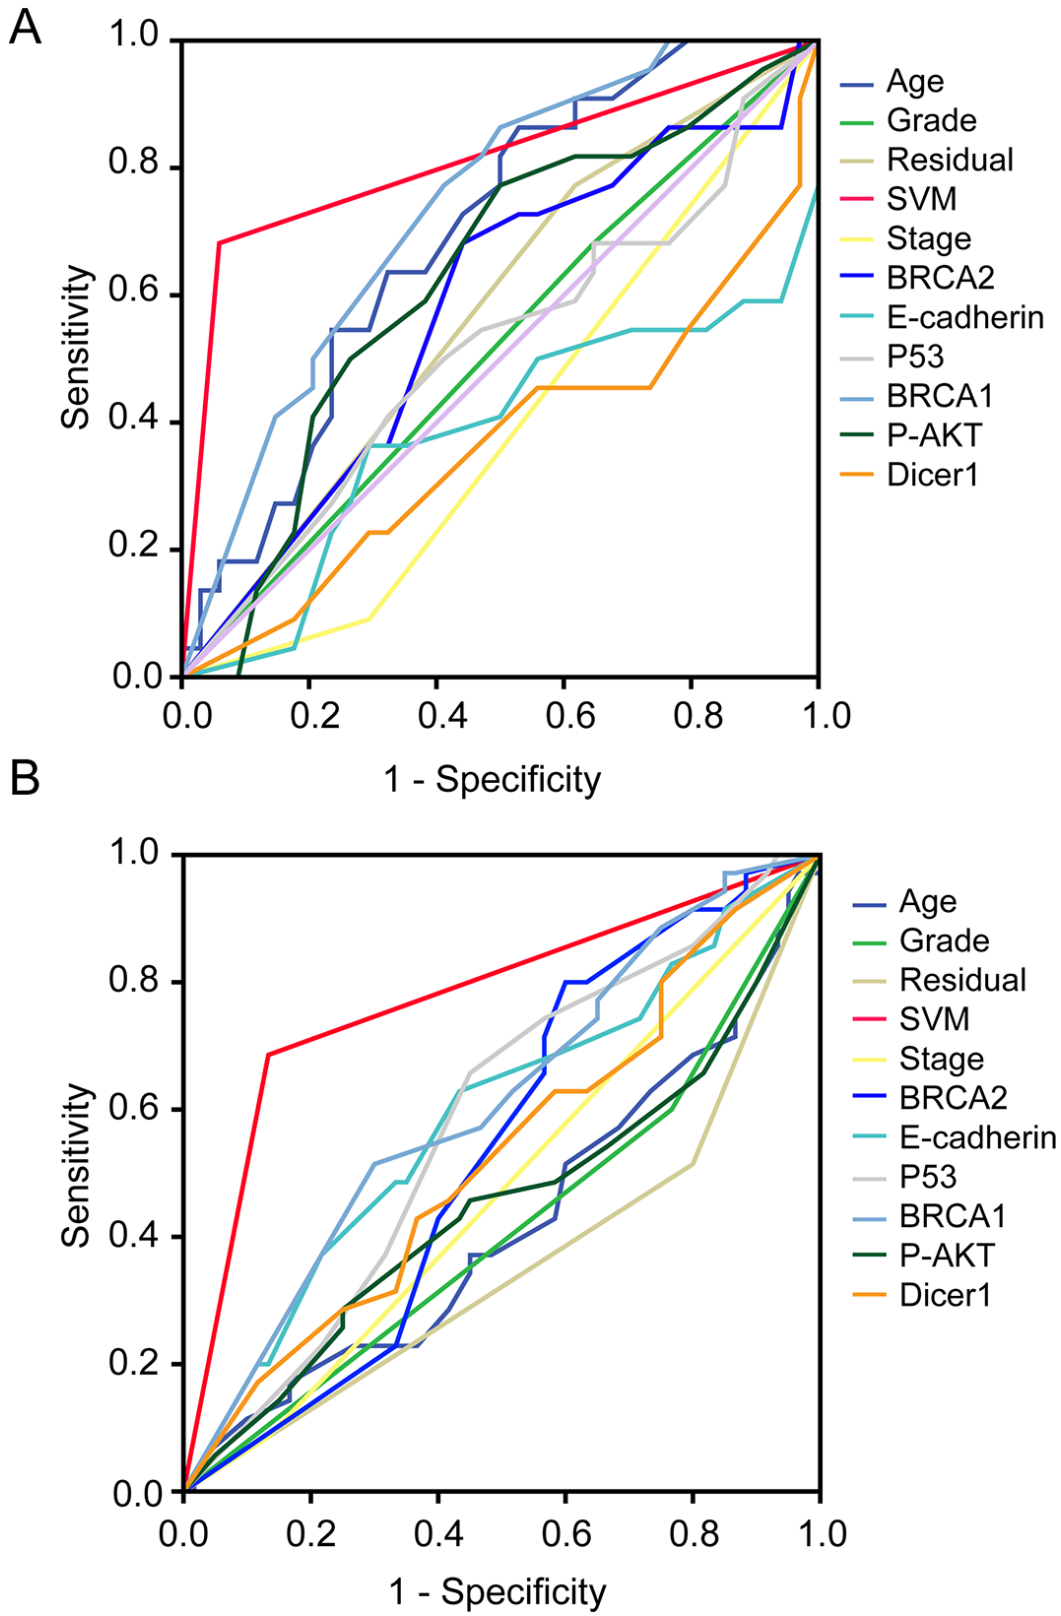 A
1.0
0.8
0.6
0.4
0.2
0.0
Sensitivity
0.0 0.2 0.4 0.6 0.8 1.0
1 - Specificity
Age
Grade
Residual
SVM
Stage
BRCA2
E-cadherin
P53
BRCA1
P-AKT
Dicer1
B
1.0
0.8
0.6
0.4
0.2
0.0
Sensitivity
0.0 0.2 0.4 0.6 0.8 1.0
1 - Specificity
Age
Grade
Residual
SVM
Stage
BRCA2
E-cadherin
P53
BRCA1
P-AKT
Dicer1